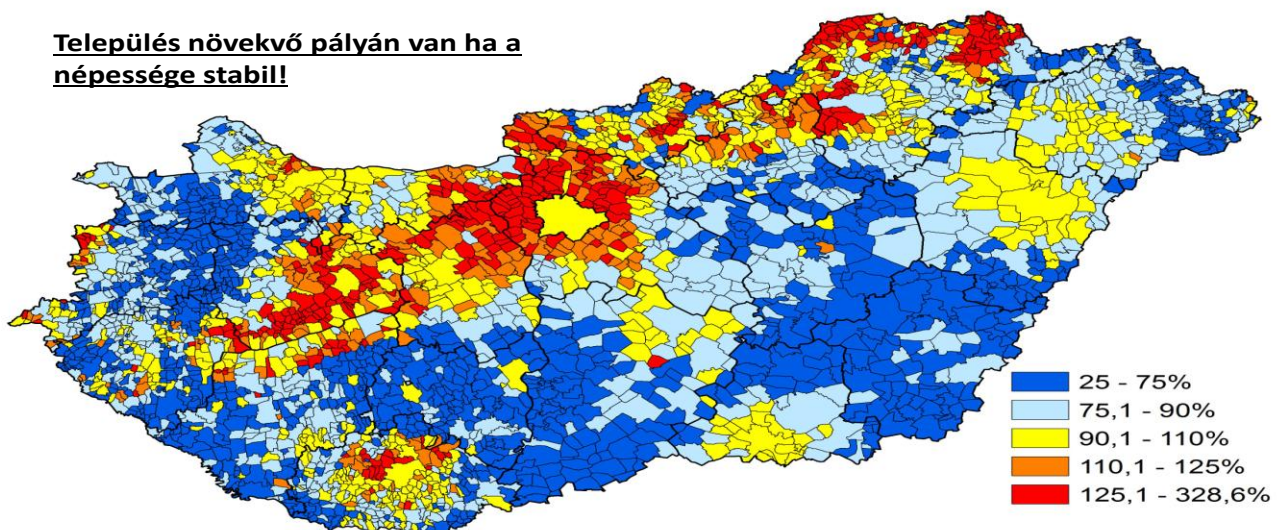 Település növekvő pályán van ha a
népessége stabil!
25 - 75%
75,1 - 90%
90,1 - 110%
110,1 - 125%
125,1 - 328,6%